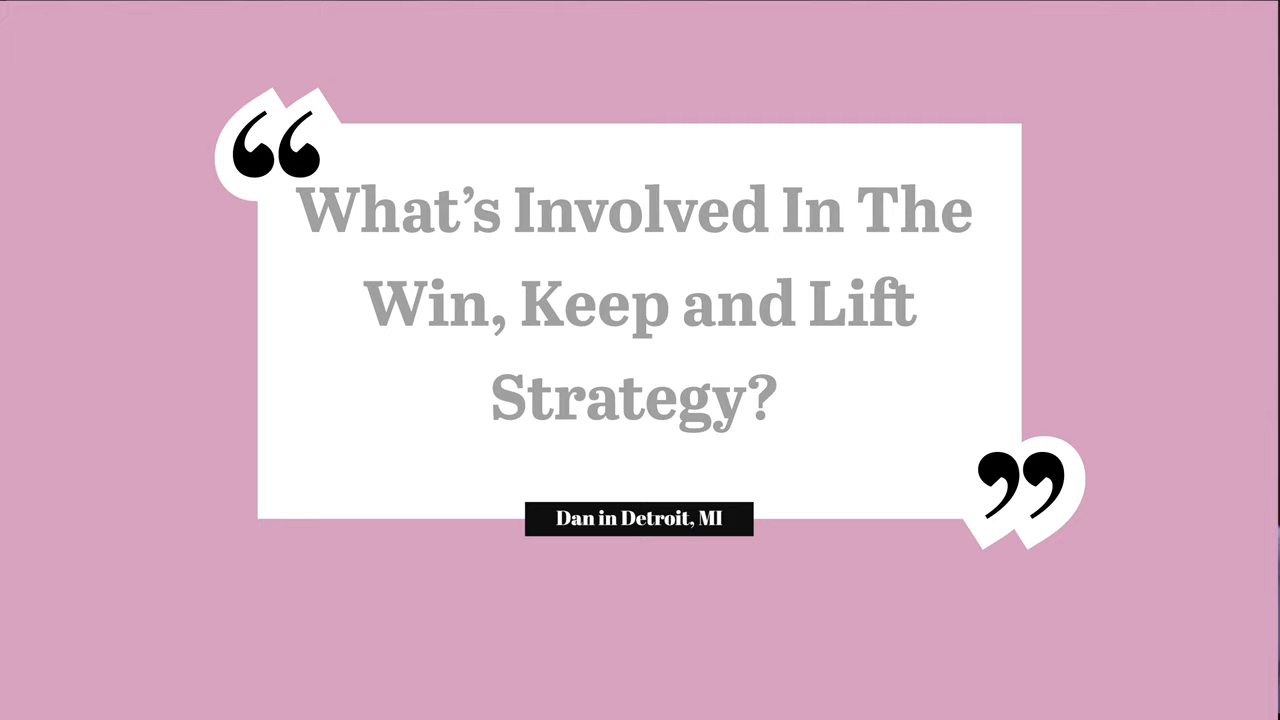 “What’s Involved In The
Win, Keep and Lift
Strategy?”
Dan in Detroit, MI